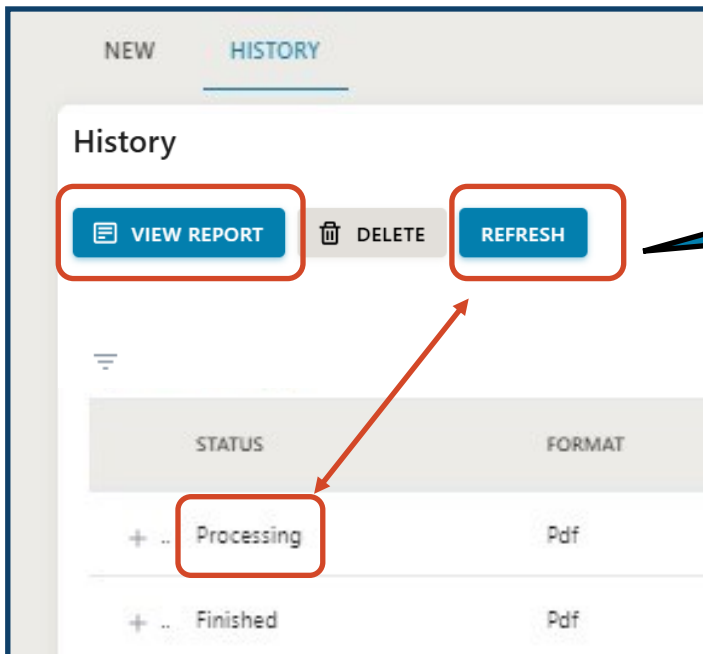 NEW HISTORY
History
VIEW REPORT DELETE REFRESH
STATUS FORMAT
+ .. Processing Pdf
+ .. Finished Pdf